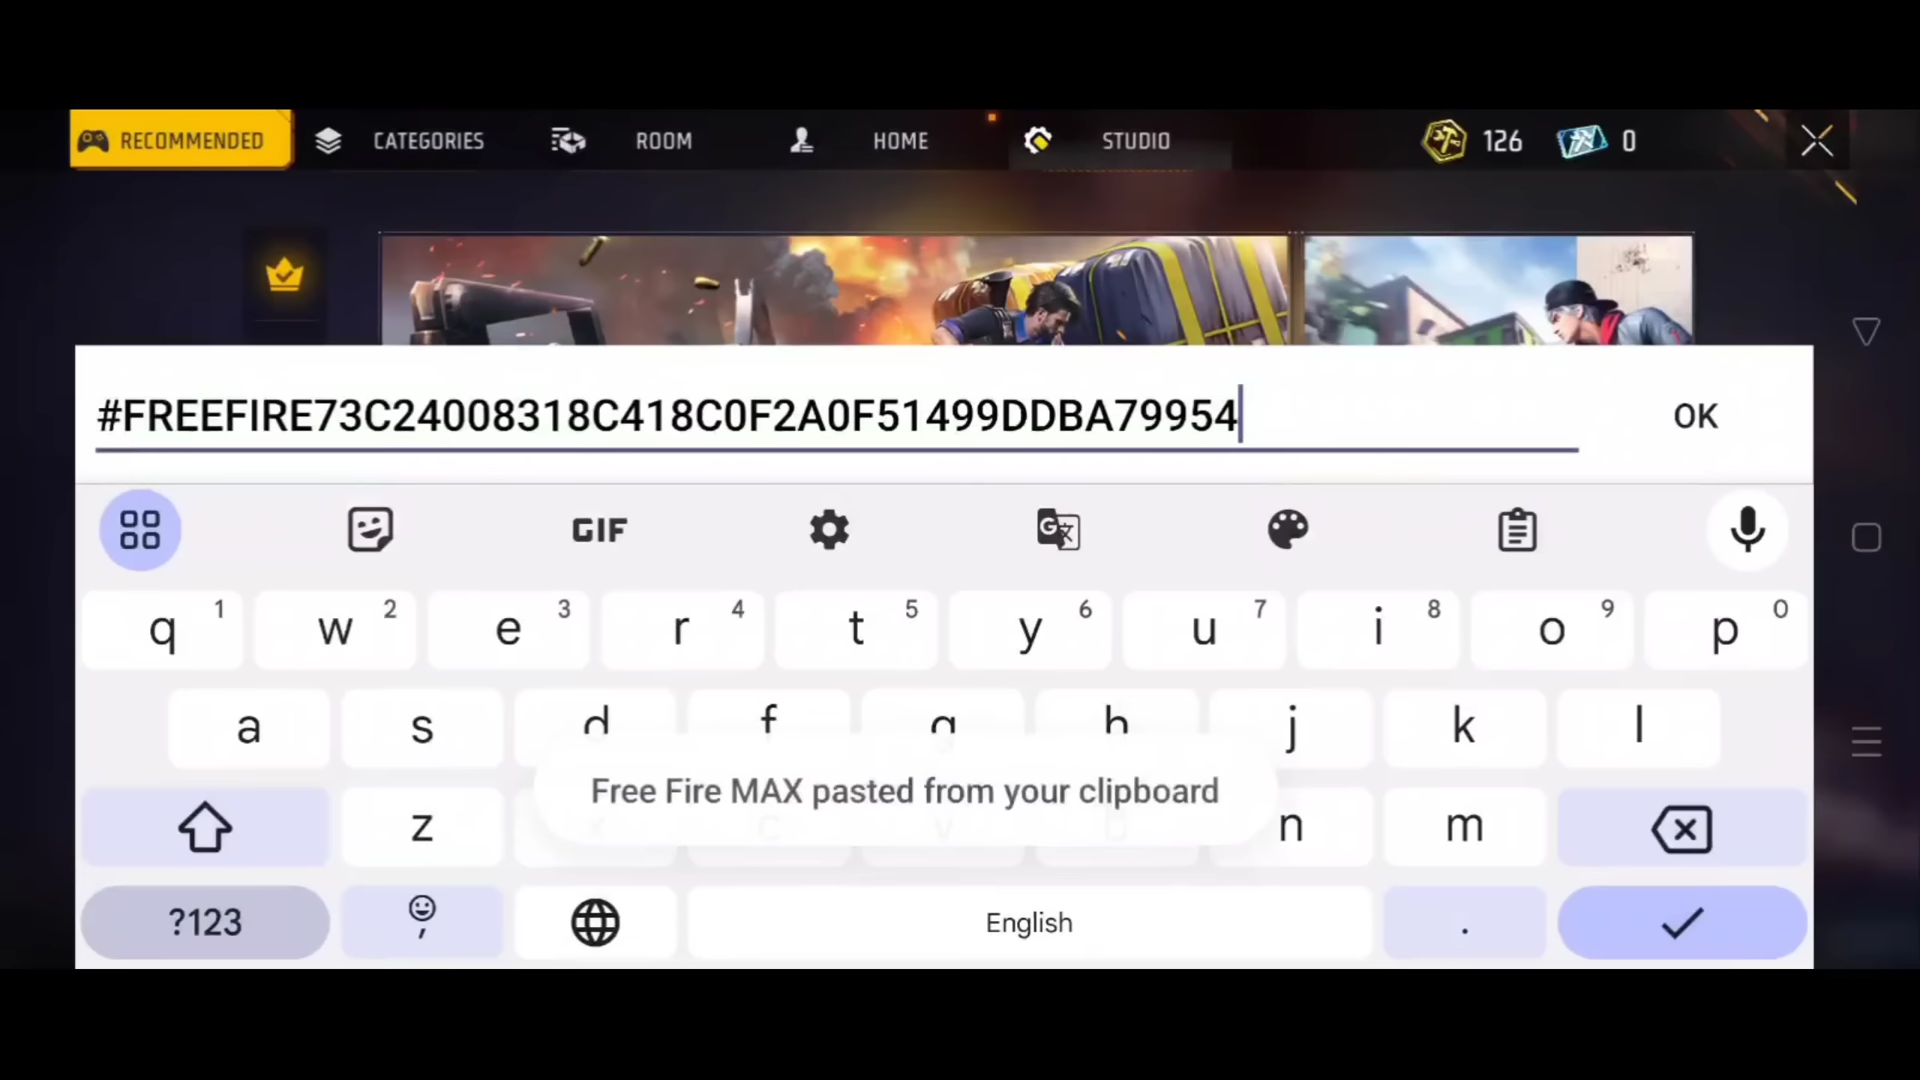 RECOMMENDED CATEGORIES ROOM HOME STUDIO 126 0
#FREEFIRE73C24008318C418C0F2A0F51499DDBA79954 OK
GIF
q 1 w 2 e 3 r 4 t 5 y 6 u 7 i 8 o 9 p 0
a s d f g h j k l
Free Fire MAX pasted from your clipboard
z x c v b n m
?123 , English .